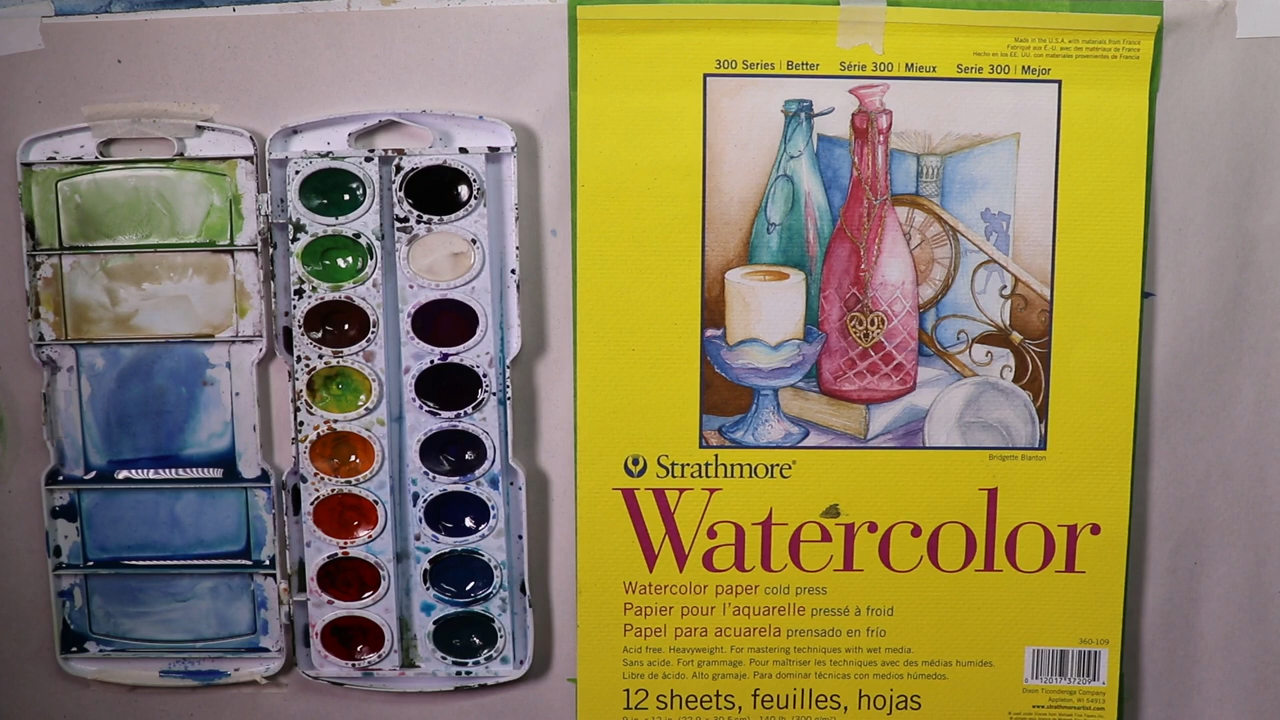 Made in the U.S.A. with materials from France
Fabriqué aux É.-U. avec des matériaux de France
Hecho en los EE. UU. con materiales provenientes de Francia
300 Series | Better Série 300 | Mieux Serie 300 | Mejor
Bridgette Blanton
Strathmore®
Watercolor
Watercolor paper cold press
Papier pour l'aquarelle pressé à froid
Papel para acuarela prensado en frío
360-109
Acid free. Heavyweight. For mastering techniques with wet media.
Sans acide. Fort grammage. Pour maîtriser les techniques avec des médias humides.
Libre de ácido. Alto gramaje. Para dominar técnicas con medios húmedos.
0 12017 37209 4
12 sheets, feuilles, hojas
Dixon Ticonderoga Company
Appleton, WI 54913
www.strathmoreartist.com